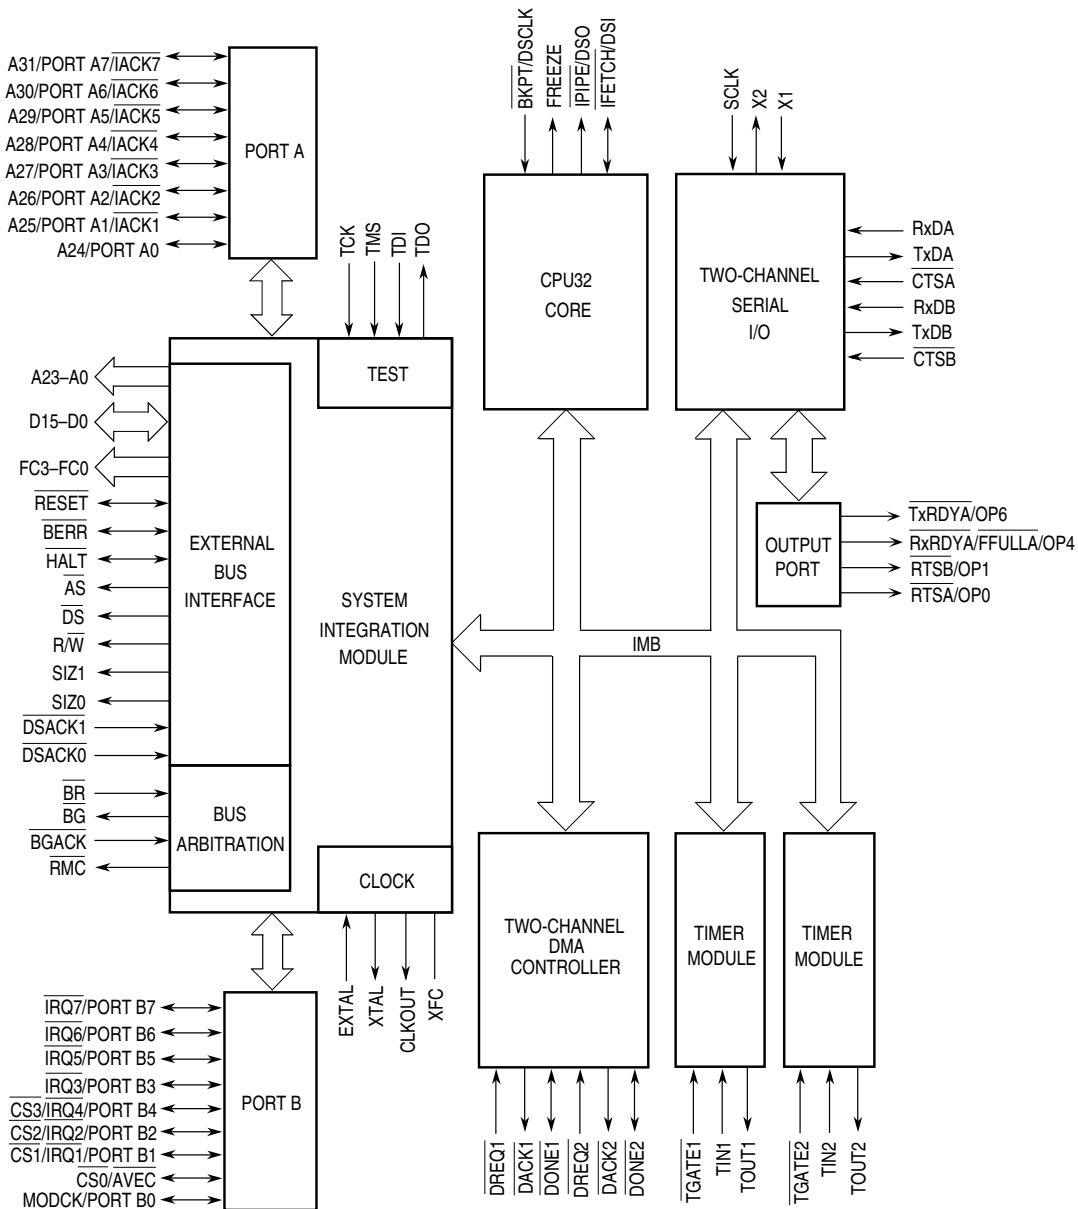 A31/PORT A7/IACK7
A30/PORT A6/IACK6
A29/PORT A5/IACK5
A28/PORT A4/IACK4
A27/PORT A3/IACK3
A26/PORT A2/IACK2
A25/PORT A1/IACK1
A24/PORT A0
PORT A
TCK
TMS
TDI
TDO
TEST
BKPT/DSCLK
FREEZE
IPIPE/DSO
IFETCH/DSI
CPU32
CORE
SCLK
X2
X1
TWO-CHANNEL
SERIAL
I/O
RxDA
TxDA
CTSA
RxDB
TxDB
CTSB
OUTPUT
PORT
TxRDYA/OP6
RxRDYA/FFULLA/OP4
RTSB/OP1
RTSA/OP0
A23–A0
D15–D0
FC3–FC0
RESET
BERR
HALT
AS
DS
R/W
SIZ1
SIZ0
DSACK1
DSACK0
BR
BG
BGACK
RMC
EXTERNAL
BUS
INTERFACE
BUS
ARBITRATION
SYSTEM
INTEGRATION
MODULE
IMB
CLOCK
EXTAL
XTAL
CLKOUT
XFC
IRQ7/PORT B7
IRQ6/PORT B6
IRQ5/PORT B5
IRQ3/PORT B3
CS3/IRQ4/PORT B4
CS2/IRQ2/PORT B2
CS1/IRQ1/PORT B1
CS0/AVEC
MODCK/PORT B0
PORT B
TWO-CHANNEL
DMA
CONTROLLER
DREQ1
DACK1
DONE1
DREQ2
DACK2
DONE2
TIMER
MODULE
TGATE1
TIN1
TOUT1
TIMER
MODULE
TGATE2
TIN2
TOUT2